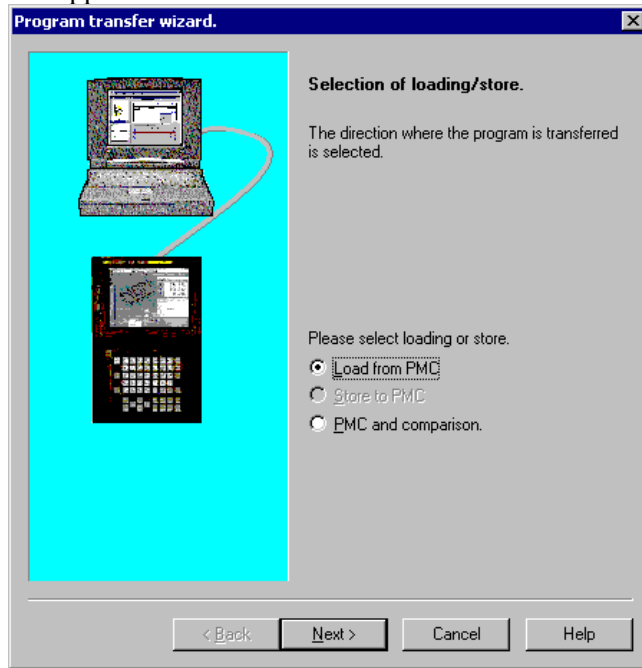 Program transfer wizard.
Selection of loading/store.
The direction where the program is transferred
is selected.
Please select loading or store.
Load from PMC
Store to PMC
PMC and comparison.
< Back
Next >
Cancel
Help